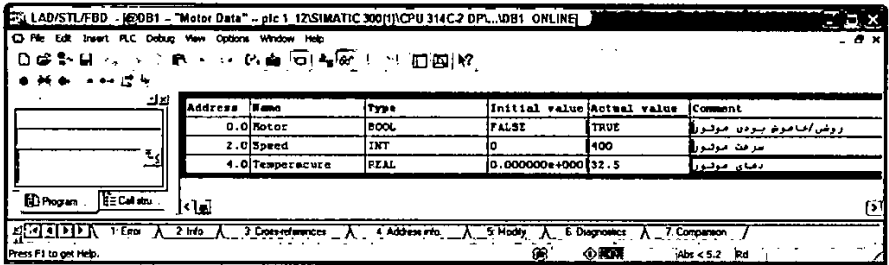 LAD/STL/FBD - [@DB1 - "Motor Data" -- plc 1_12\SIMATIC 300(1)\CPU 314C-2 DP\...\DB1 ONLINE]
File Edit Insert PLC Debug View Options Window Help
Address Name Type Initial value Actual value Comment
0.0 Motor BOOL FALSE TRUE روشن/خاموش بودن موتور
2.0 Speed INT 0 400 سرعت موتور
4.0 Temperacure REAL 0.000000e+000 32.5 دمای موتور
Program Call stru..
1: Error 2: Info 3: Cross-references 4: Address info. 5: Modify 6: Diagnostics 7: Comparison
Press F1 to get Help. Abs < 5.2 Rd